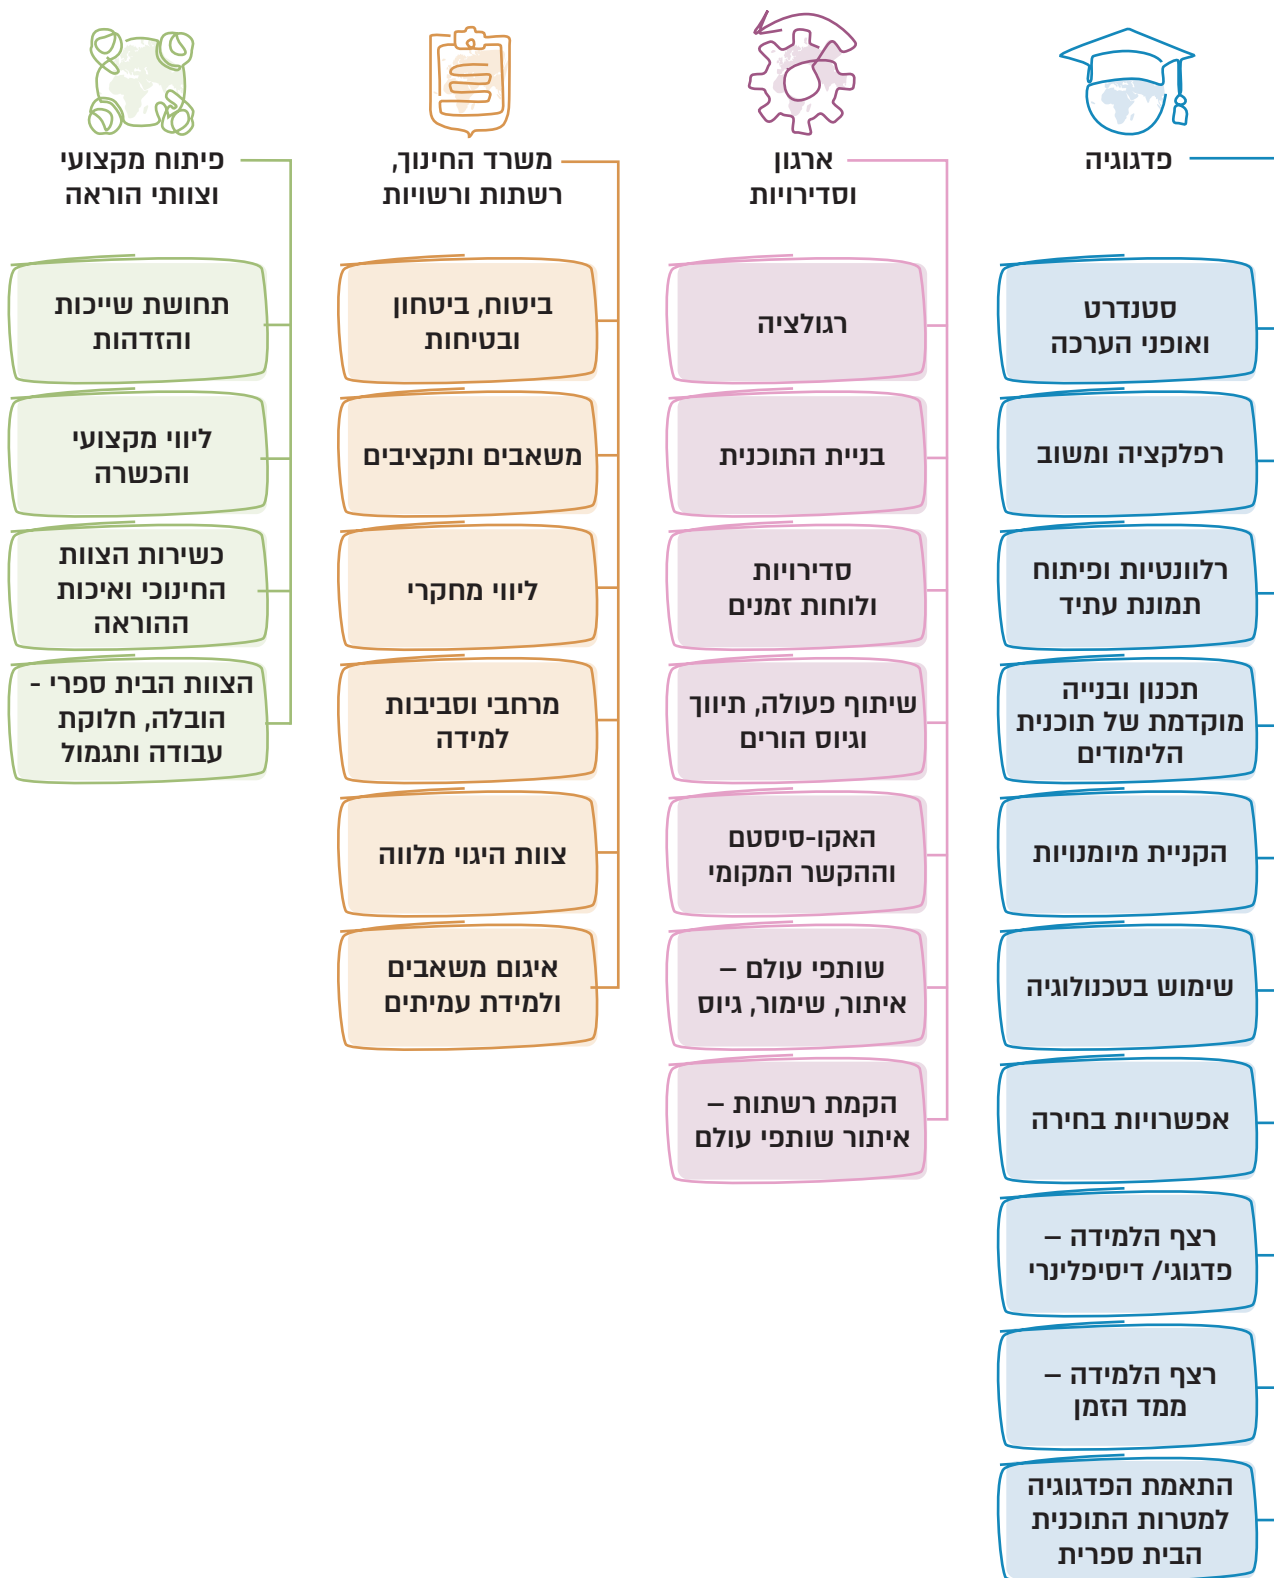 פדגוגיה
סטנדרט
ואופני הערכה
רפלקציה ומשוב
רלוונטיות ופיתוח
תמונת עתיד
תכנון ובנייה
מוקדמת של תוכנית
הלימודים
הקניית מיומנויות
שימוש בטכנולוגיה
אפשרויות בחירה
רצף הלמידה –
פדגוגי/ דיסיפלינרי
רצף הלמידה –
ממד הזמן
התאמת הפדגוגיה
למטרות התוכנית
הבית ספרית
ארגון
וסדירויות
רגולציה
בניית התוכנית
סדירויות
ולוחות זמנים
שיתוף פעולה, תיווך
וגיוס הורים
האקו-סיסטם
וההקשר המקומי
שותפי עולם –
איתור, שימור, גיוס
הקמת רשתות –
איתור שותפי עולם
משרד החינוך,
רשתות ורשויות
ביטוח, ביטחון
ובטיחות
משאבים ותקציבים
ליווי מחקרי
מרחבי וסביבות
למידה
צוות היגוי מלווה
איגום משאבים
ולמידת עמיתים
פיתוח מקצועי
וצוותי הוראה
תחושת שייכות
והזדהות
ליווי מקצועי
והכשרה
כשירות הצוות
החינוכי ואיכות
ההוראה
הצוות הבית ספרי -
הובלה, חלוקת
עבודה ותגמול